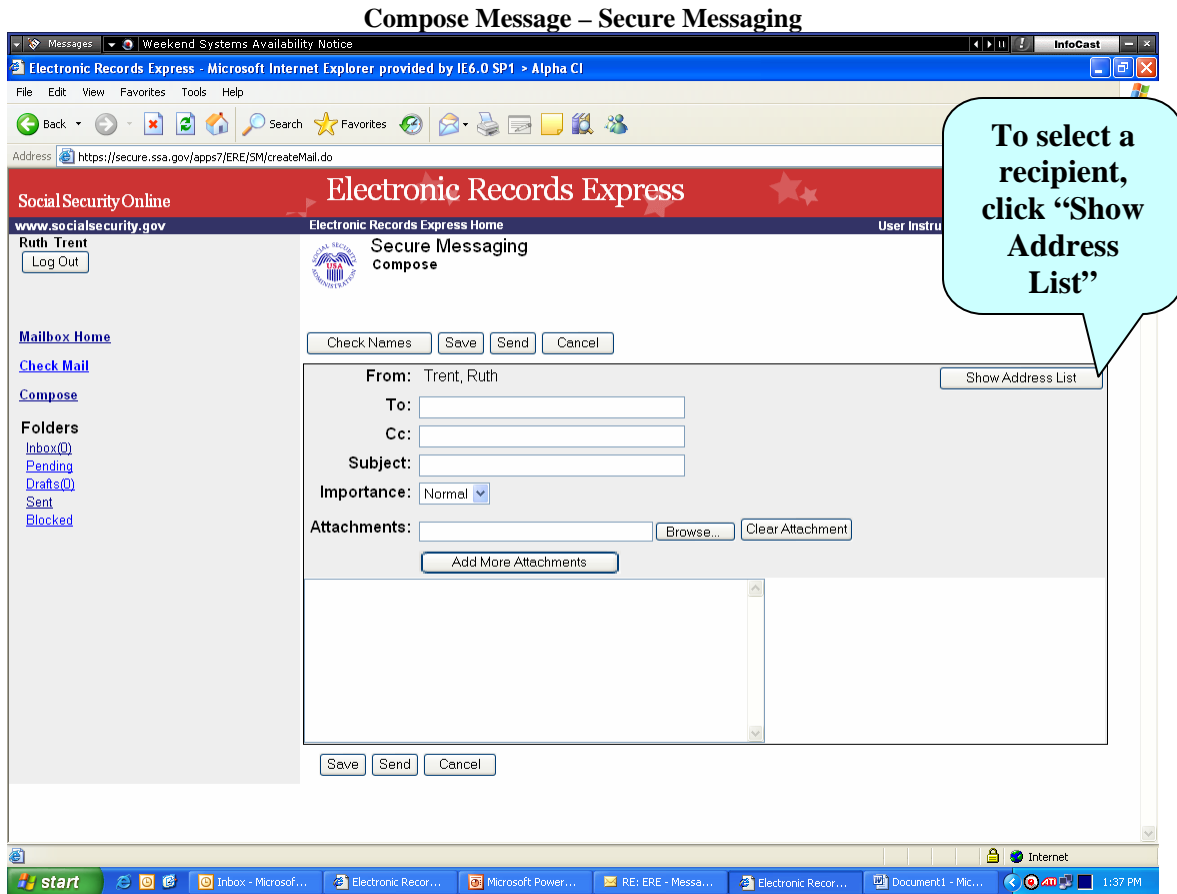 Compose Message – Secure Messaging
Messages Weekend Systems Availability Notice InfoCast
Electronic Records Express - Microsoft Internet Explorer provided by IE6.0 SP1 > Alpha CI
File Edit View Favorites Tools Help
Back Search Favorites
Address https://secure.ssa.gov/apps7/ERE/SM/createMail.do
To select a
recipient,
click “Show
Address
List”
Social Security Online
Electronic Records Express
www.socialsecurity.gov Electronic Records Express Home User Instru
Ruth Trent
Log Out
SOCIAL SECURITY ADMINISTRATION
USA
Secure Messaging
Compose
Mailbox Home
Check Mail
Compose
Folders
Inbox(0)
Pending
Drafts(0)
Sent
Blocked
Check Names Save Send Cancel
From: Trent, Ruth Show Address List
To:
Cc:
Subject:
Importance: Normal
Attachments: Browse... Clear Attachment
Add More Attachments
Save Send Cancel
Internet
start Inbox - Microsof... Electronic Recor... Microsoft Power... RE: ERE - Messa... Electronic Recor... Document1 - Mic... 1:37 PM